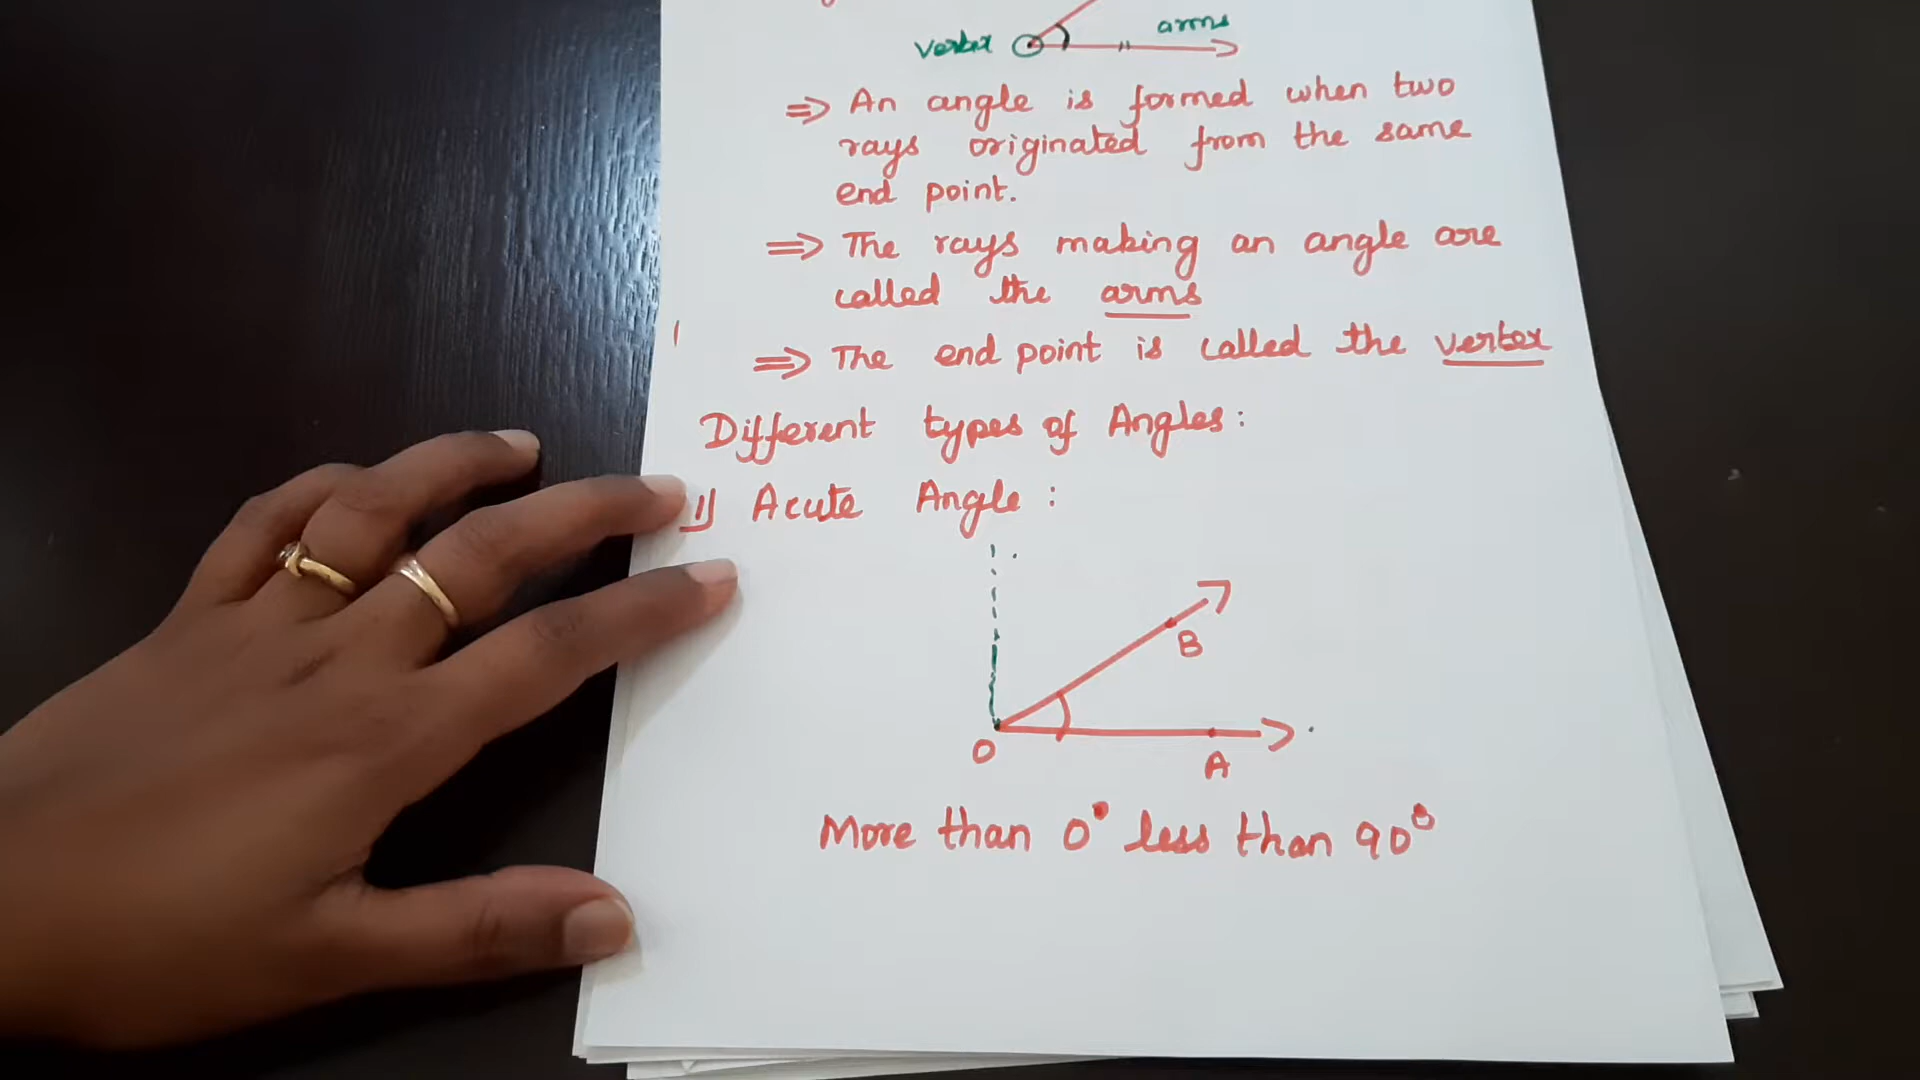 vertex arms
⇒ An angle is formed when two
rays originated from the same
end point.
⇒ The rays making an angle are
called the arms
⇒ The end point is called the vertex
Different types of Angles:
1) Acute Angle:
B
O
A
More than 0° less than 90°